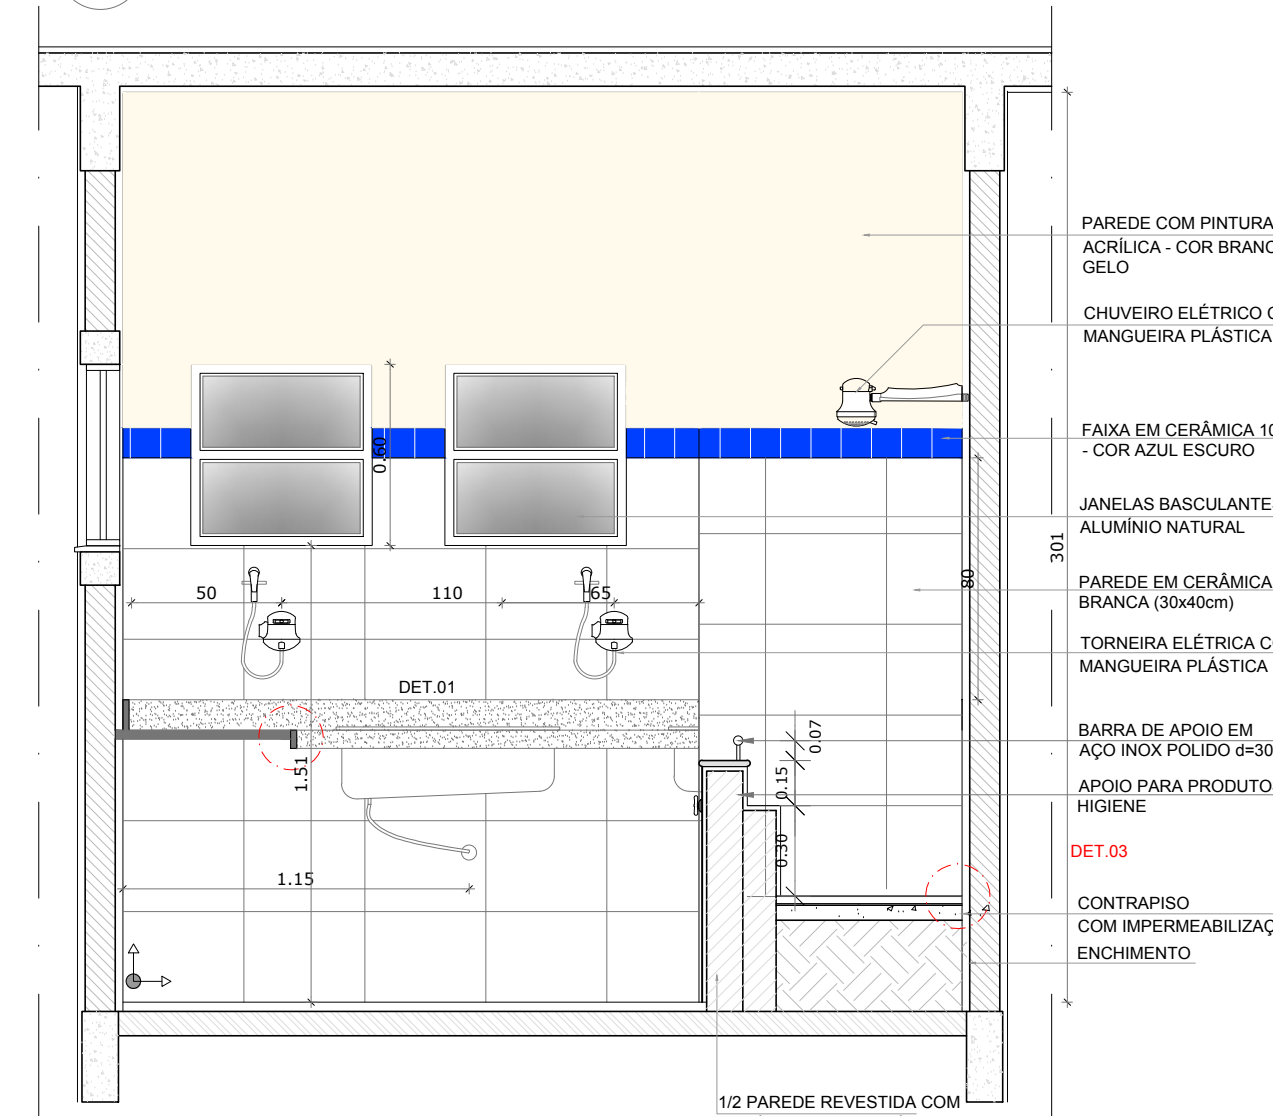 PAREDE COM PINTURA
ACRÍLICA - COR BRANC
GELO
CHUVEIRO ELÉTRICO
MANGUEIRA PLÁSTICA
FAIXA EM CERÂMICA 10
- COR AZUL ESCURO
0.60
JANELAS BASCULANTE
ALUMÍNIO NATURAL
301
80
PAREDE EM CERÂMICA
BRANCA (30x40cm)
50
110
65
TORNEIRA ELÉTRICA C
MANGUEIRA PLÁSTICA
DET.01
BARRA DE APOIO EM
AÇO INOX POLIDO d=30
0.07
1.51
0.15
APOIO PARA PRODUTO
HIGIENE
0.30
DET.03
1.15
CONTRAPISO
COM IMPERMEABILIZAÇ
ENCHIMENTO
1/2 PAREDE REVESTIDA COM